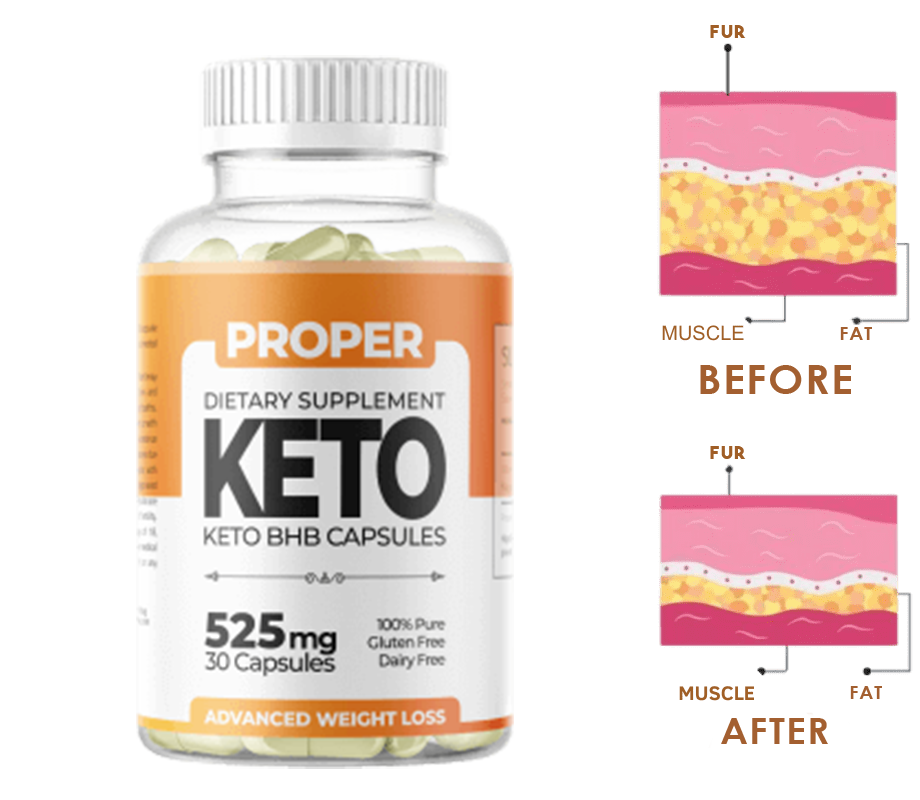 PROPER
DIETARY SUPPLEMENT
KETO
KETO BHB CAPSULES
525mg
30 Capsules
100% Pure
Gluten Free
Dairy Free
ADVANCED WEIGHT LOSS
FUR
MUSCLE
FAT
BEFORE
FUR
MUSCLE
FAT
AFTER